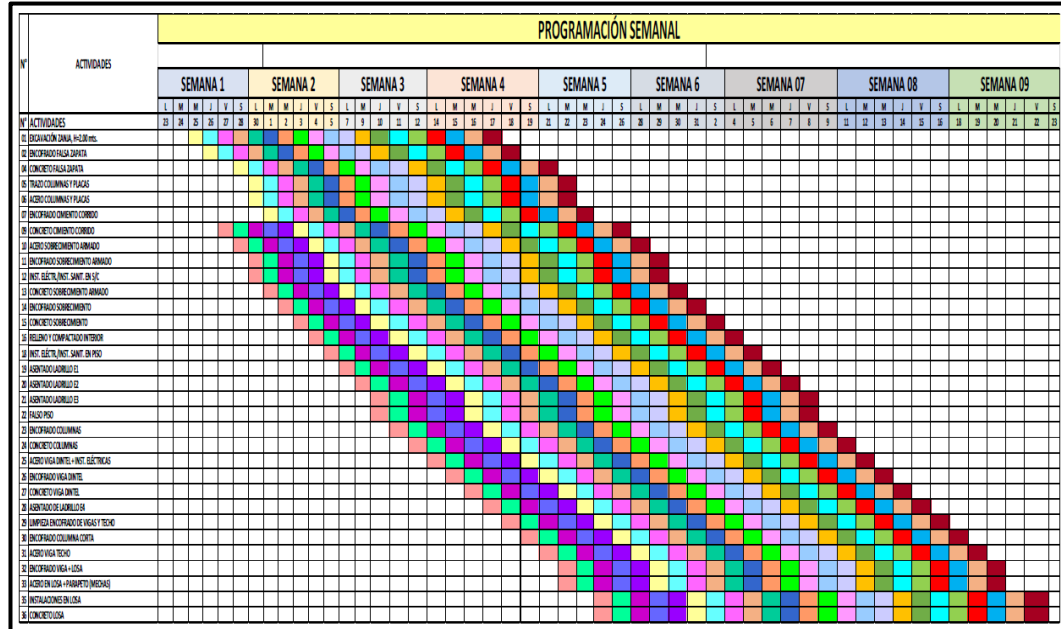 PROGRAMACIÓN SEMANAL
N° ACTIVIDADES
SEMANA 1 SEMANA 2 SEMANA 3 SEMANA 4 SEMANA 5 SEMANA 6 SEMANA 07 SEMANA 08 SEMANA 09
L M M J V S L M M J V S L M J V S L M M J V S L M J S L M J S L M M J V S L M M J V S L M M J V S
N° ACTIVIDADES 23 24 25 26 27 28 30 1 2 3 4 5 7 9 10 11 12 14 15 16 17 18 19 21 22 23 24 26 28 29 30 31 2 4 5 6 7 8 9 11 12 13 14 15 16 18 19 20 21 22 23
01 EXCAVACIÓN ZANJA, H=2.00 mts.
02 ENCOFRADO FALSA ZAPATA
04 CONCRETO FALSA ZAPATA
05 TRAZO COLUMNAS Y PLACAS
06 ACERO COLUMNAS Y PLACAS
07 ENCOFRADO CIMIENTO CORRIDO
09 CONCRETO CIMIENTO CORRIDO
10 ACERO SOBRECIMIENTO ARMADO
11 ENCOFRADO SOBRECIMIENTO ARMADO
12 INST. ELÉCTR./INST. SANIT. EN S/C
13 CONCRETO SOBRECIMIENTO ARMADO
14 ENCOFRADO SOBRECIMIENTO
15 CONCRETO SOBRECIMIENTO
16 RELLENO Y COMPACTADO INTERIOR
18 INST. ELÉCTR./INST. SANIT. EN PISO
19 ASENTADO LADRILLO E1
20 ASENTADO LADRILLO E2
21 ASENTADO LADRILLO E3
22 FALSO PISO
23 ENCOFRADO COLUMNAS
24 CONCRETO COLUMNAS
25 ACERO VIGA DINTEL + INST. ELÉCTRICAS
26 ENCOFRADO VIGA DINTEL
27 CONCRETO VIGA DINTEL
28 ASENTADO DE LADRILLO E4
29 LIMPIEZA ENCOFRADO DE VIGAS Y TECHO
30 ENCOFRADO COLUMNA CORTA
31 ACERO VIGA TECHO
32 ENCOFRADO VIGA + LOSA
33 ACERO EN LOSA + PARAPETO (MECHAS)
35 INSTALACIONES EN LOSA
36 CONCRETO LOSA